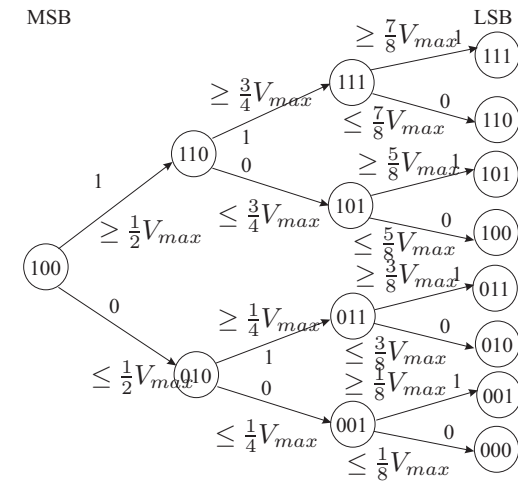 MSB
LSB
≥ 7/8 V_max 1
111
≥ 3/4 V_max
111
0
≤ 7/8 V_max
110
110
1
0
≥ 5/8 V_max 1
101
1
≤ 3/4 V_max
101
0
≥ 1/2 V_max
≤ 5/8 V_max
100
100
≥ 3/8 V_max 1
011
0
≥ 1/4 V_max
011
0
≤ 3/8 V_max
010
≤ 1/2 V_max
010
1
0
≥ 1/8 V_max 1
001
≤ 1/4 V_max
001
0
≤ 1/8 V_max
000